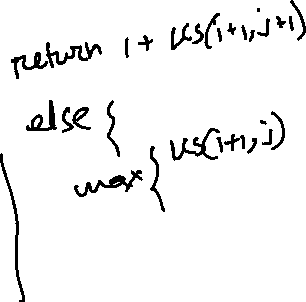 return 1 + LCS(i+1, j+1)
else {
max { LCS(i+1, j)